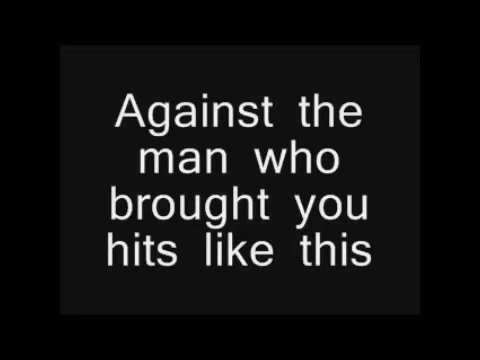 Against the
man who
brought you
hits like this